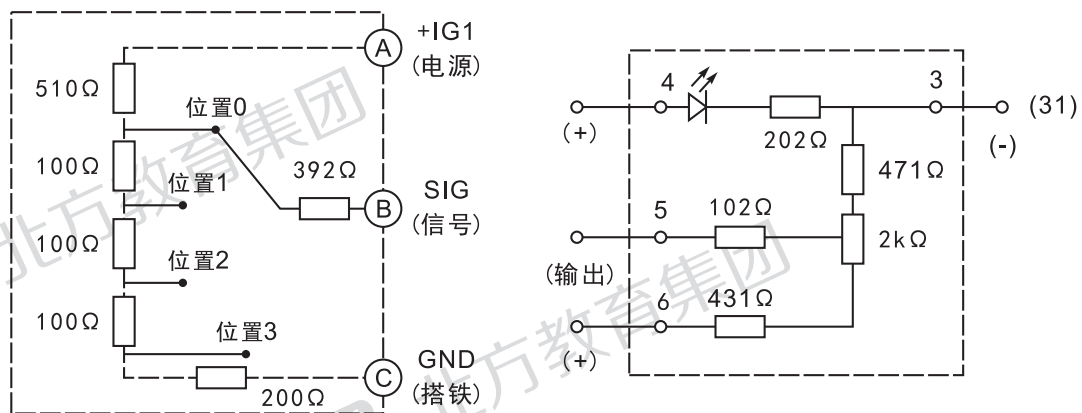 +IG1
A
(电源)
510Ω
位置0
100Ω
392Ω
位置1
SIG
B
(信号)
100Ω
位置2
100Ω
位置3
GND
C
(搭铁)
200Ω
4
3
(31)
(+)
202Ω
(-)
471Ω
5
102Ω
2kΩ
(输出)
6
431Ω
(+)
北方教育集团
北方教育集团